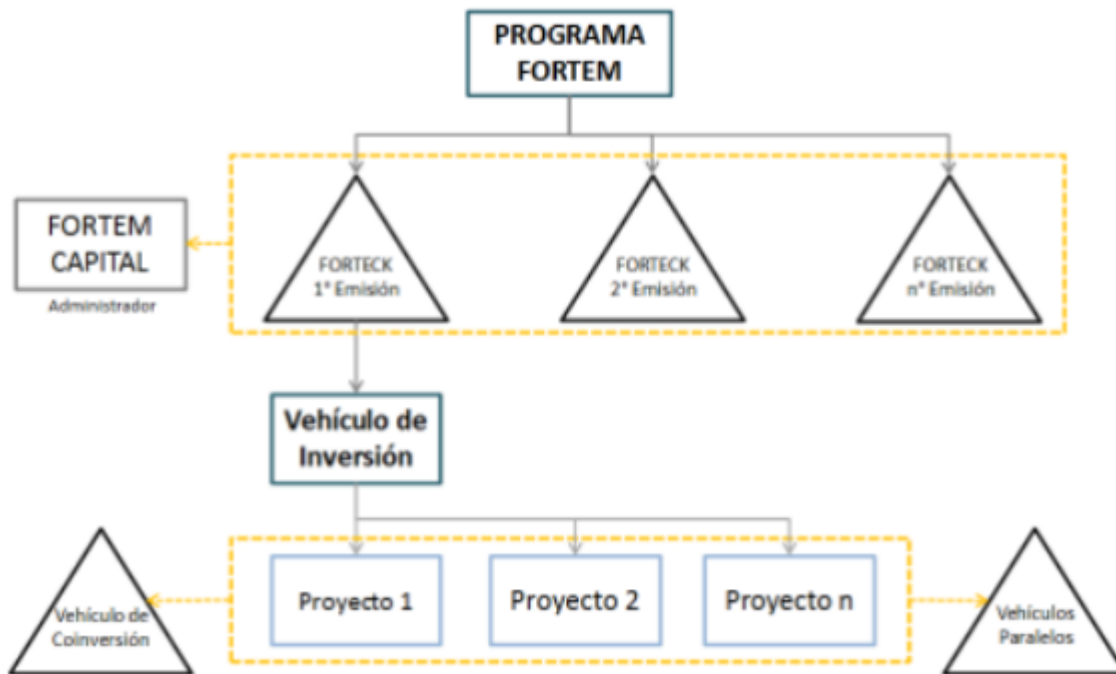 PROGRAMA
FORTEM
FORTEM
CAPITAL
Administrador
FORTECK
1° Emisión
FORTECK
2° Emisión
FORTECK
n° Emisión
Vehículo de
Inversión
Proyecto 1
Proyecto 2
Proyecto n
Vehículo de
Coinversión
Vehículos
Paralelos